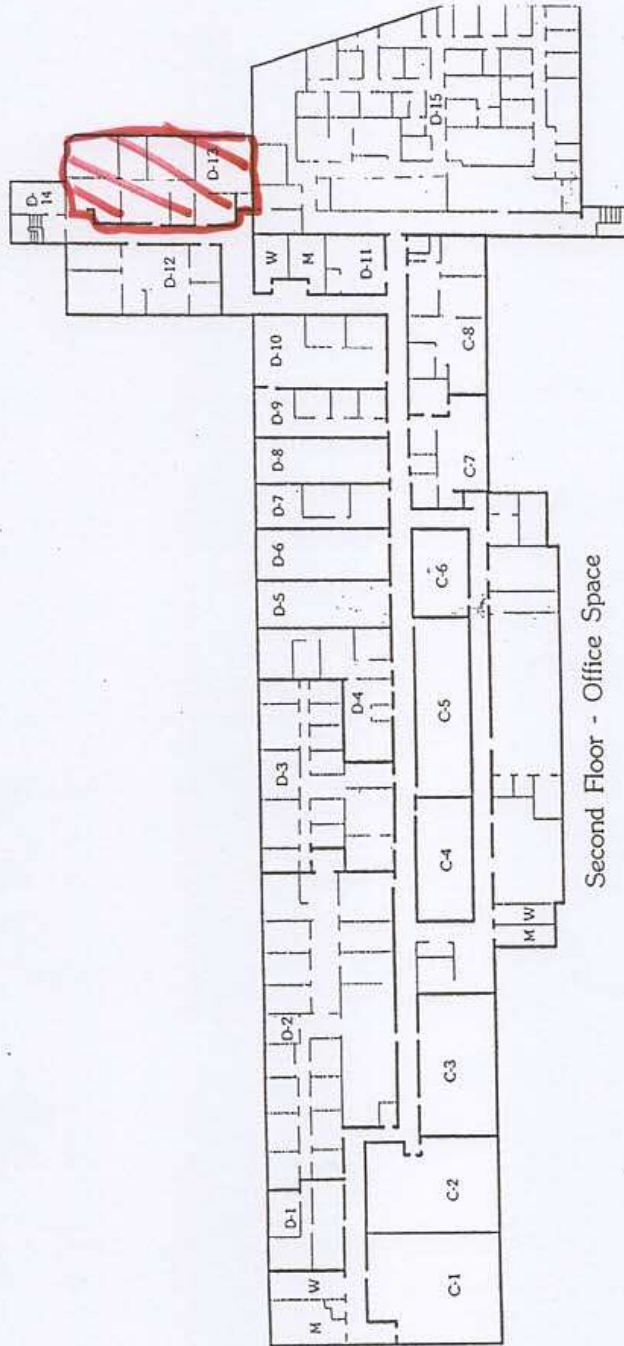 D-14
D-13
D-12
D-15
W
M
D-11
D-10
D-9
D-8
D-7
D-6
D-5
D-4
D-3
D-2
D-1
W
M
C-8
C-7
C-6
C-5
C-4
C-3
C-2
C-1
M W
Second Floor - Office Space